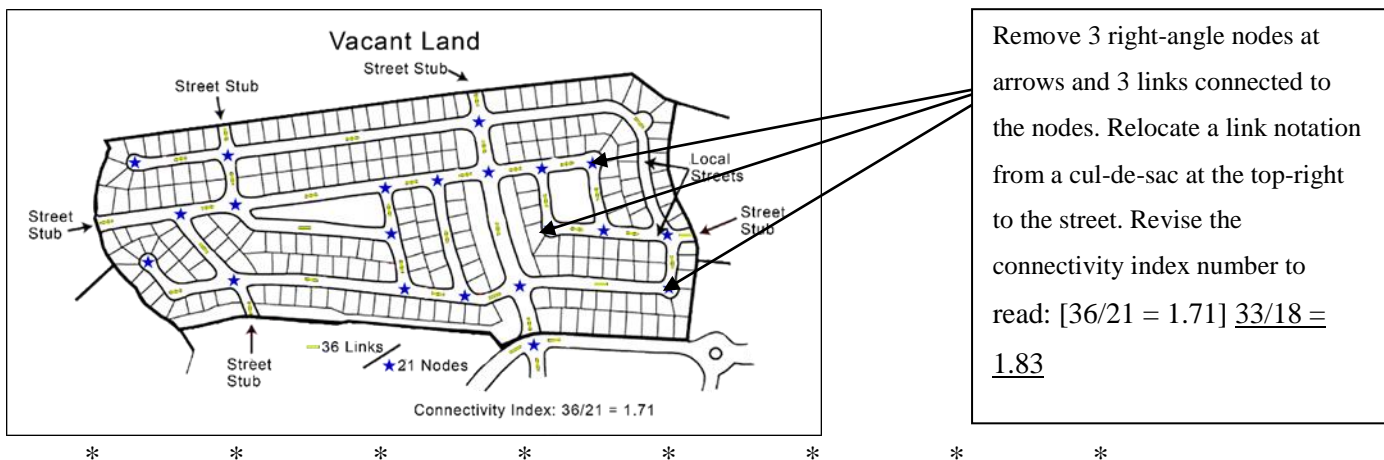 Vacant Land
Street Stub
Street Stub
Local
Streets
Street
Stub
Street
Stub
36 Links
21 Nodes
Street
Stub
Connectivity Index: 36/21 = 1.71
Remove 3 right-angle nodes at
arrows and 3 links connected to
the nodes. Relocate a link notation
from a cul-de-sac at the top-right
to the street. Revise the
connectivity index number to
read: [36/21 = 1.71] 33/18 =
1.83
* * * * * * * *